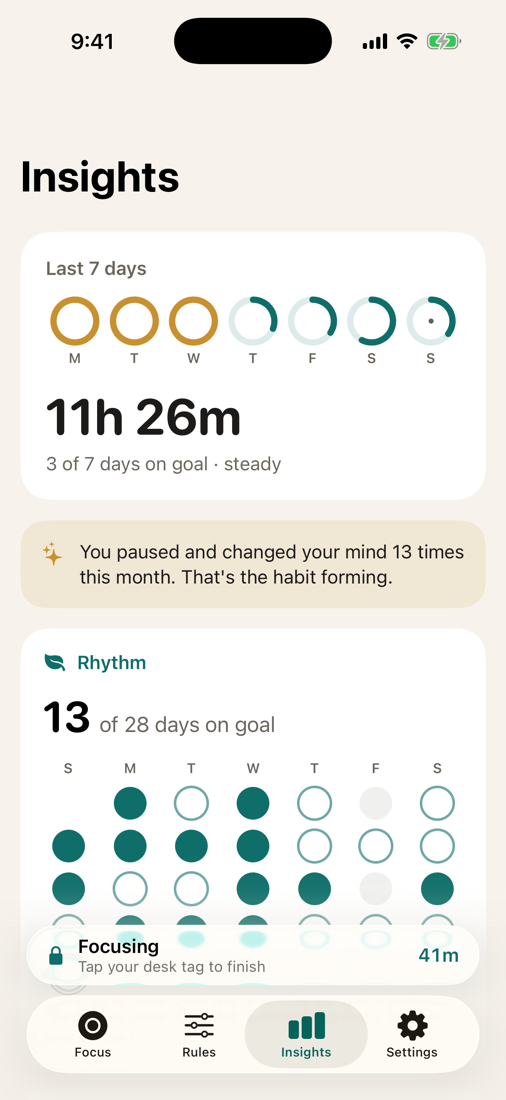 9:41
Insights
Last 7 days
M T W T F S S
11h 26m
3 of 7 days on goal · steady
You paused and changed your mind 13 times
this month. That's the habit forming.
Rhythm
13 of 28 days on goal
S M T W T F S
Focusing
Tap your desk tag to finish
41m
Focus
Rules
Insights
Settings